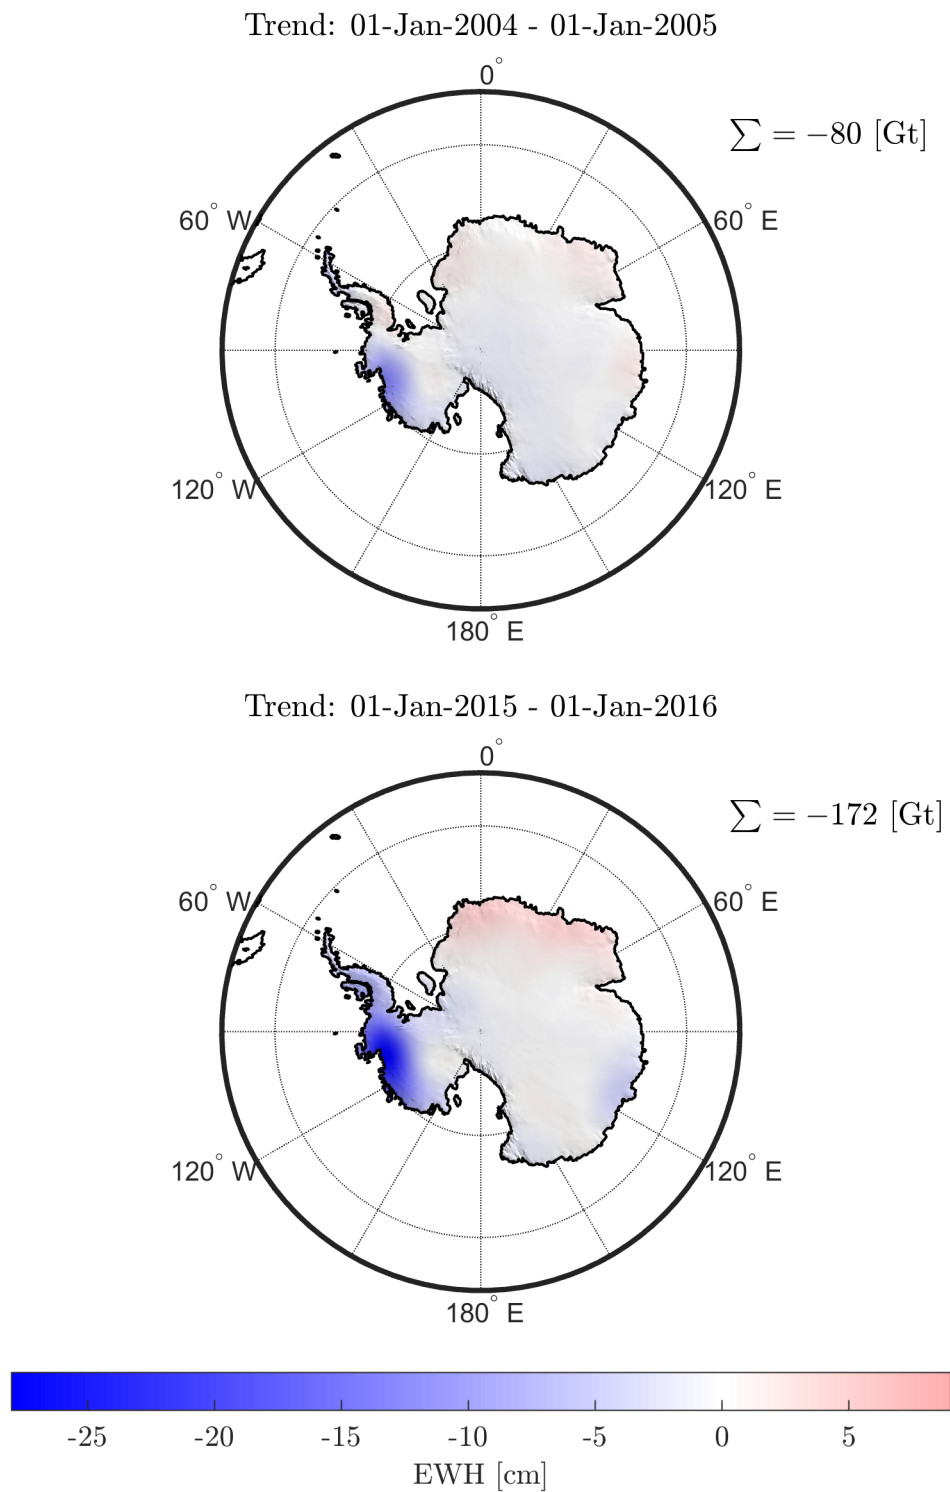 Trend: 01-Jan-2004 - 01-Jan-2005
0°
∑ = −80 [Gt]
60° W
60° E
120° W
120° E
180° E
Trend: 01-Jan-2015 - 01-Jan-2016
0°
∑ = −172 [Gt]
60° W
60° E
120° W
120° E
180° E
-25 -20 -15 -10 -5 0 5
EWH [cm]